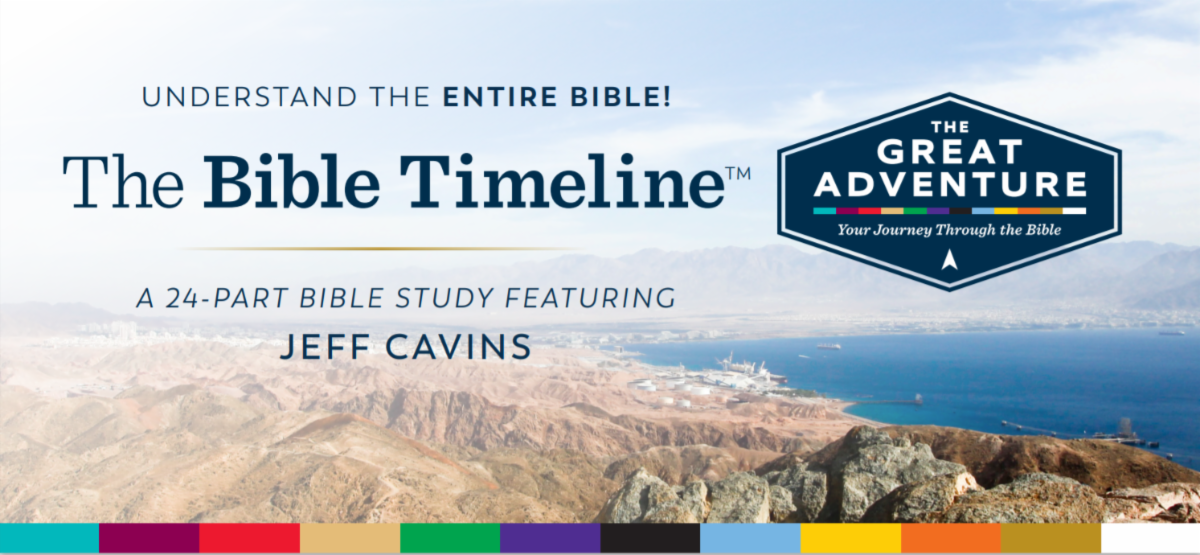 UNDERSTAND THE ENTIRE BIBLE!
The Bible Timeline™
A 24-PART BIBLE STUDY FEATURING
JEFF CAVINS
THE
GREAT
ADVENTURE
Your Journey Through the Bible